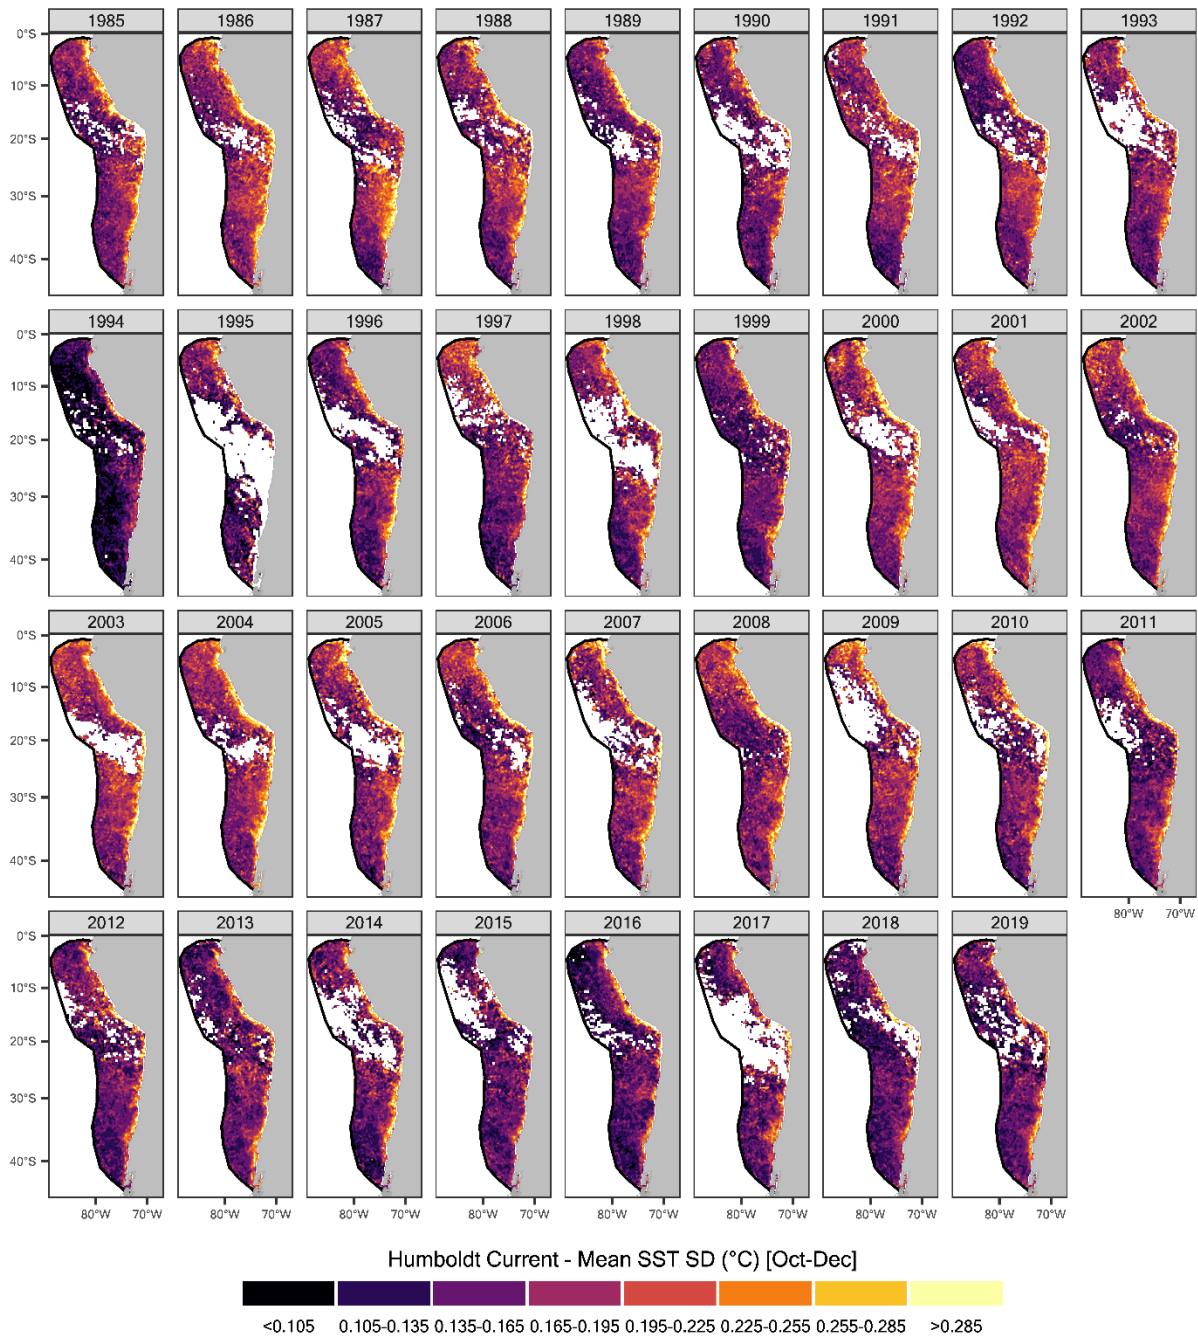 1985 1986 1987 1988 1989 1990 1991 1992 1993
0°S
10°S
20°S
30°S
40°S
1994 1995 1996 1997 1998 1999 2000 2001 2002
0°S
10°S
20°S
30°S
40°S
2003 2004 2005 2006 2007 2008 2009 2010 2011
0°S
10°S
20°S
30°S
40°S
80°W 70°W
2012 2013 2014 2015 2016 2017 2018 2019
0°S
10°S
20°S
30°S
40°S
80°W 70°W 80°W 70°W 80°W 70°W 80°W 70°W 80°W 70°W 80°W 70°W 80°W 70°W 80°W 70°W
Humboldt Current - Mean SST SD (°C) [Oct-Dec]
<0.105 0.105-0.135 0.135-0.165 0.165-0.195 0.195-0.225 0.225-0.255 0.255-0.285 >0.285